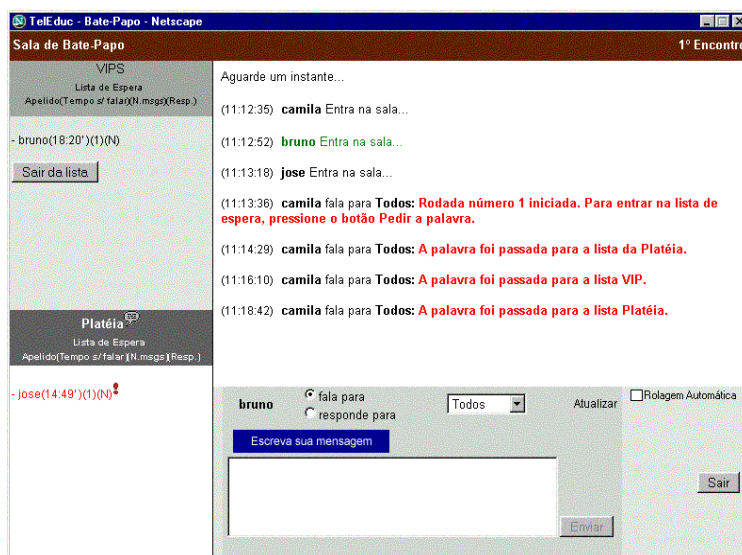 TelEduc - Bate-Papo - Netscape
Sala de Bate-Papo
1º Encontro
VIPS
Lista de Espera
Apelido(Tempo s/ falar)(N.msgs)(Resp.)
- bruno(18:20')(1)(N)
Sair da lista
Platéia
Lista de Espera
Apelido(Tempo s/ falar)(N.msgs)(Resp.)
- jose(14:49')(1)(N)
Aguarde um instante...
(11:12:35) camila Entra na sala...
(11:12:52) bruno Entra na sala...
(11:13:18) jose Entra na sala...
(11:13:36) camila fala para Todos: Rodada número 1 iniciada. Para entrar na lista de
espera, pressione o botão Pedir a palavra.
(11:14:29) camila fala para Todos: A palavra foi passada para a lista da Platéia.
(11:16:10) camila fala para Todos: A palavra foi passada para a lista VIP.
(11:18:42) camila fala para Todos: A palavra foi passada para a lista Platéia.
bruno
fala para
responde para
Todos
Atualizar
Rolagem Automática
Escreva sua mensagem
Sair
Enviar